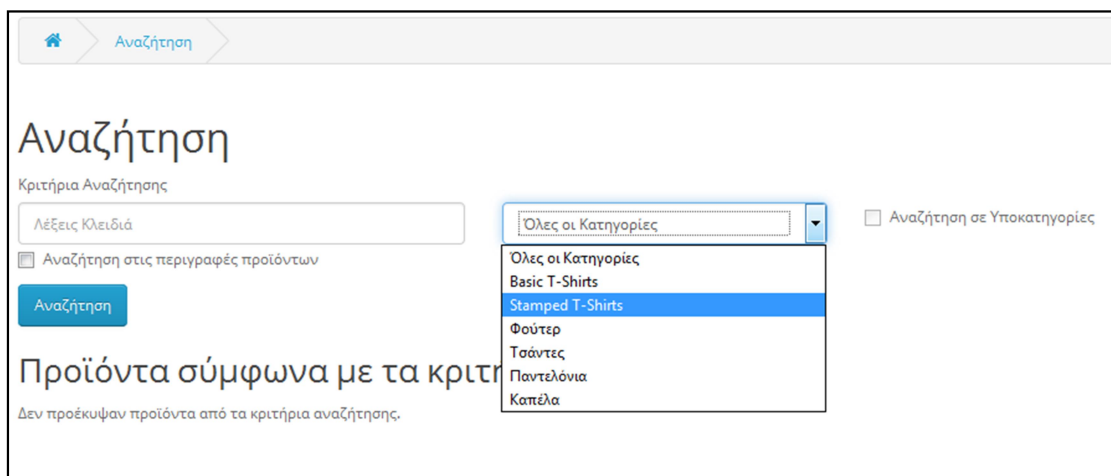 Αναζήτηση
Αναζήτηση
Κριτήρια Αναζήτησης
Λέξεις Κλειδιά
Όλες οι Κατηγορίες
Αναζήτηση σε Υποκατηγορίες
Αναζήτηση στις περιγραφές προϊόντων
Όλες οι Κατηγορίες
Basic T-Shirts
Stamped T-Shirts
Φούτερ
Τσάντες
Παντελόνια
Καπέλα
Αναζήτηση
Προϊόντα σύμφωνα με τα
Δεν προέκυψαν προϊόντα από τα κριτήρια αναζήτησης.